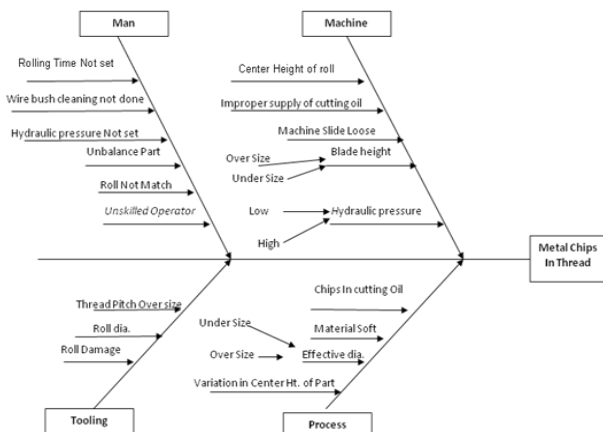 Man
Machine
Rolling Time Not set
Wire bush cleaning not done
Hydraulic pressure Not set
Unbalance Part
Roll Not Match
Unskilled Operator
Center Height of roll
Improper supply of cutting oil
Machine Slide Loose
Over Size
Blade height
Under Size
Low
Hydraulic pressure
High
Metal Chips
In Thread
Thread Pitch Over size
Roll dia.
Roll Damage
Chips In cutting Oil
Under Size
Material Soft
Over Size
Effective dia.
Variation in Center Ht. of Part
Tooling
Process